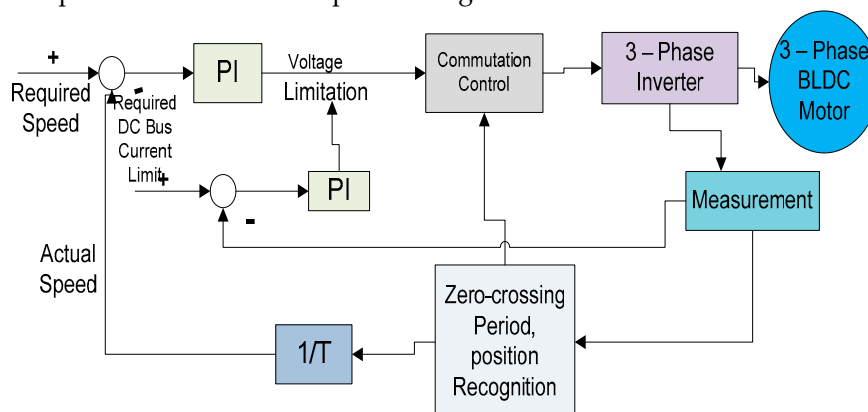 +
Required
Speed
-
PI
Voltage
Limitation
Commutation
Control
3 – Phase
Inverter
3 – Phase
BLDC
Motor
Required
DC Bus
Current
Limit
+
-
PI
Measurement
Actual
Speed
1/T
Zero-crossing
Period,
position
Recognition